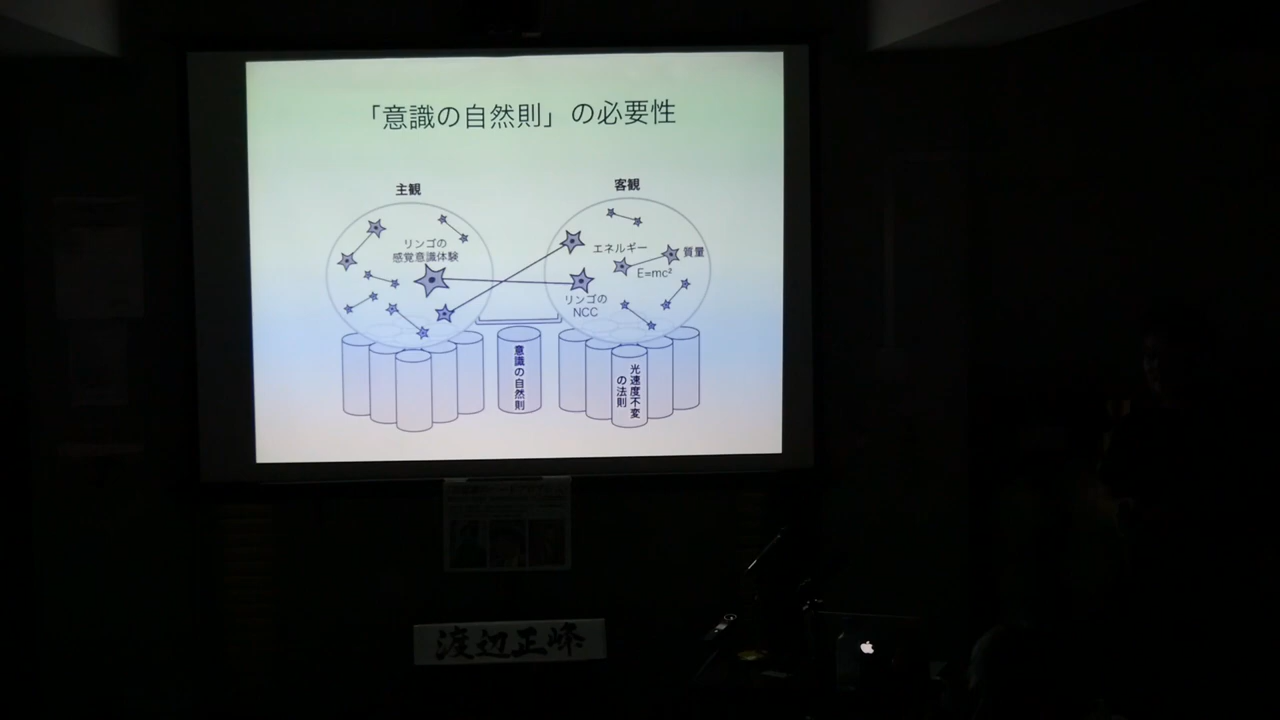 「意識の自然則」の必要性
主観
客観
リンゴの
感覚意識体験
エネルギー
質量
E=mc²
リンゴの
NCC
意識の自然則
光速度不変
の法則
渡辺正峰